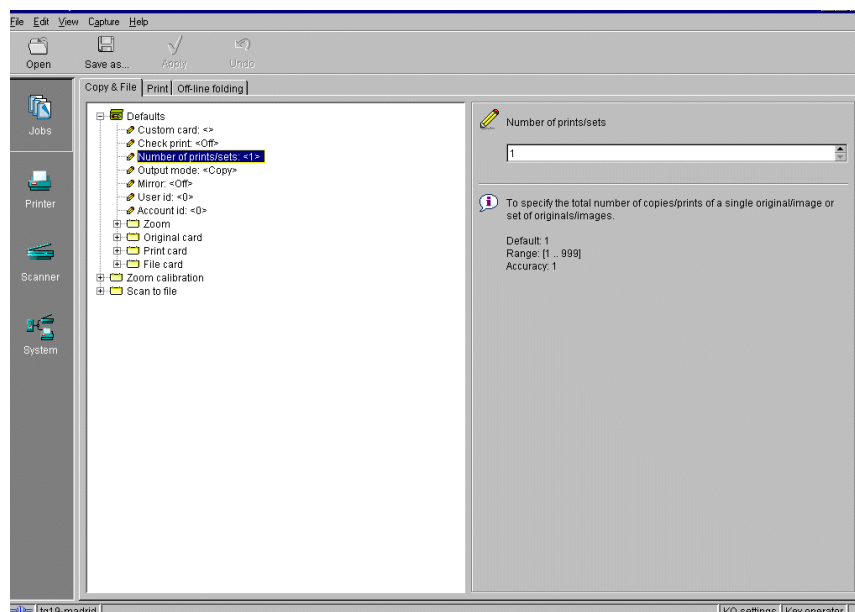 File Edit View Capture Help
Open Save as... Apply Undo
Copy & File Print Off-line folding
Jobs
Printer
Scanner
System
Defaults
Custom card: <>
Check print: <Off>
Number of prints/sets: <1>
Output mode: <Copy>
Mirror: <Off>
User id: <0>
Account id: <0>
Zoom
Original card
Print card
File card
Zoom calibration
Scan to file
Number of prints/sets
1
To specify the total number of copies/prints of a single original/image or
set of originals/images.
Default: 1
Range: [1 .. 999]
Accuracy: 1
tg19-madrid KO settings Key operator